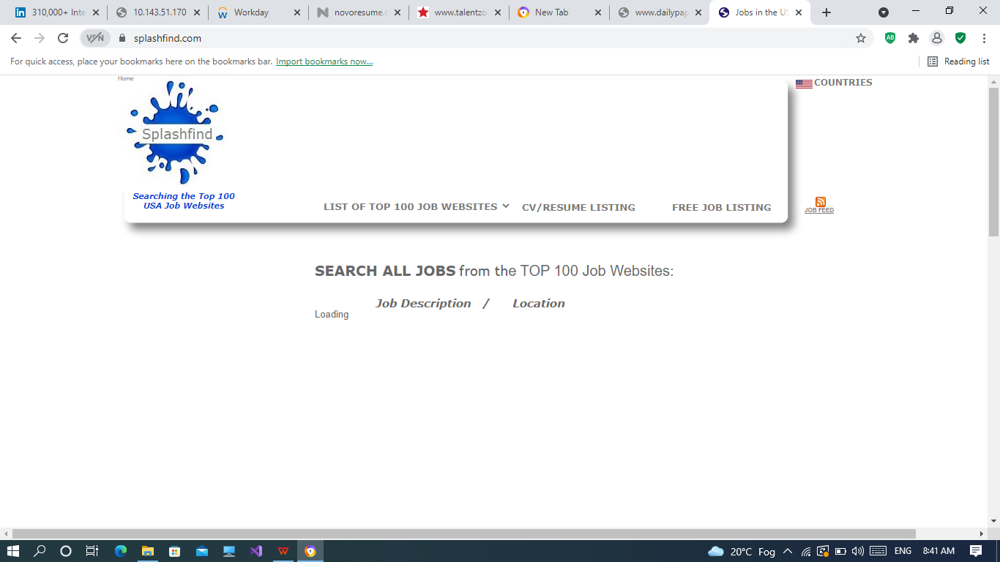 310,000+ Inte
10.143.51.170
Workday
novoresume.c
www.talentzo
New Tab
www.dailypap
Jobs in the US
VPN
splashfind.com
AB
For quick access, place your bookmarks here on the bookmarks bar. Import bookmarks now...
Reading list
Home
COUNTRIES
Splashfind
Searching the Top 100
USA Job Websites
LIST OF TOP 100 JOB WEBSITES
CV/RESUME LISTING
FREE JOB LISTING
JOB FEED
SEARCH ALL JOBS from the TOP 100 Job Websites:
Job Description / Location
Loading
20°C Fog
ENG
8:41 AM